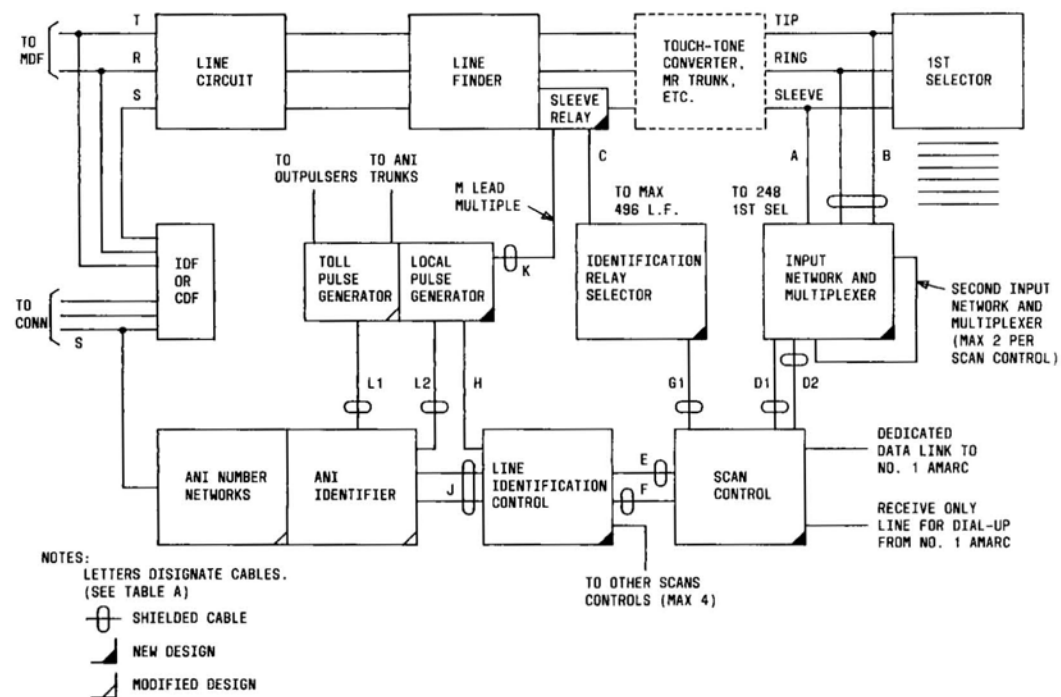 TO
MDF
T
R
S
LINE
CIRCUIT
LINE
FINDER
SLEEVE
RELAY
TOUCH-TONE
CONVERTER,
MR TRUNK,
ETC.
TIP
RING
SLEEVE
1ST
SELECTOR
TO
OUTPULSERS
TO ANI
TRUNKS
M LEAD
MULTIPLE
C
A
B
TO MAX
496 L.F.
TO 248
1ST SEL
IDF
OR
CDF
TO
CONN
S
TOLL
PULSE
GENERATOR
LOCAL
PULSE
GENERATOR
K
IDENTIFICATION
RELAY
SELECTOR
INPUT
NETWORK AND
MULTIPLEXER
SECOND INPUT
NETWORK AND
MULTIPLEXER
(MAX 2 PER
SCAN CONTROL)
L1
L2
H
G1
D1
D2
ANI NUMBER
NETWORKS
ANI
IDENTIFIER
J
LINE
IDENTIFICATION
CONTROL
E
F
SCAN
CONTROL
DEDICATED
DATA LINK TO
NO. 1 AMARC
RECEIVE ONLY
LINE FOR DIAL-UP
FROM NO. 1 AMARC
TO OTHER SCANS
CONTROLS (MAX 4)
NOTES:
LETTERS DISIGNATE CABLES.
(SEE TABLE A)
SHIELDED CABLE
NEW DESIGN
MODIFIED DESIGN